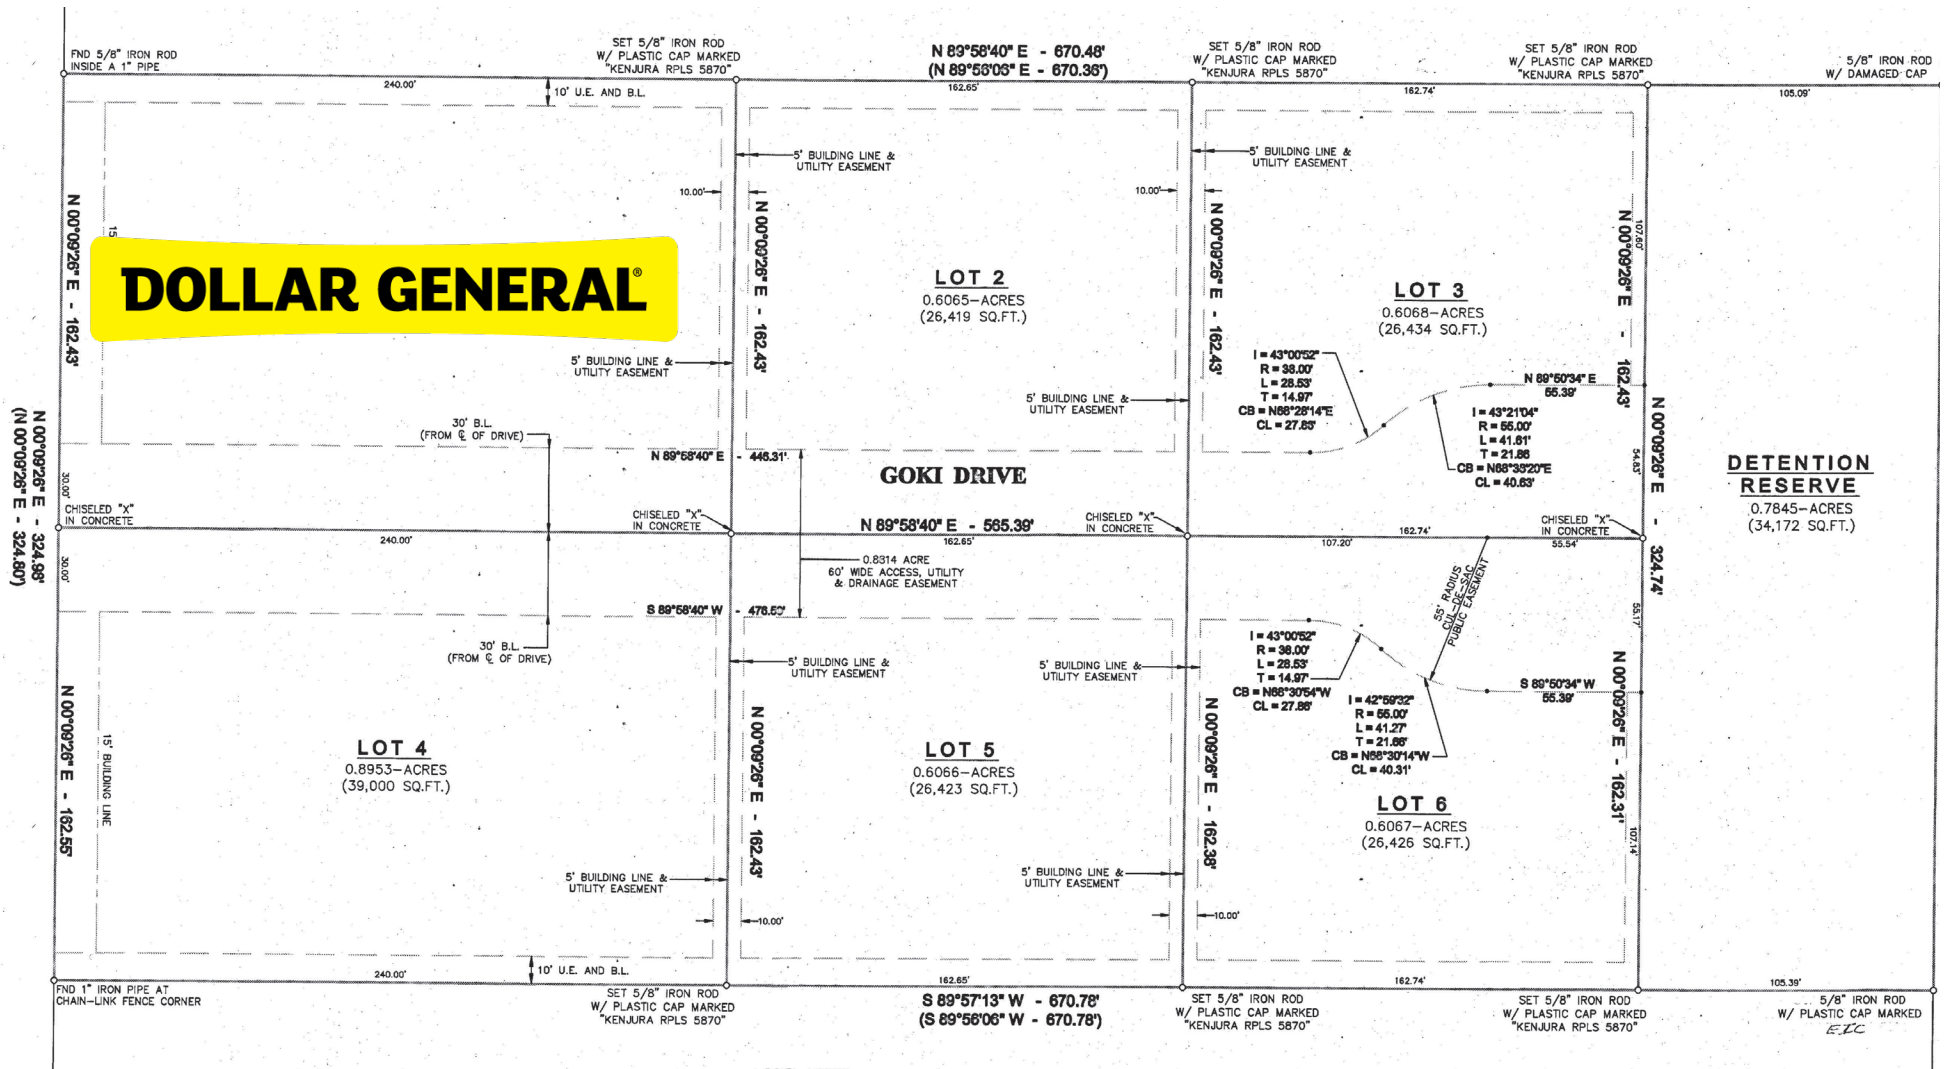 FND 5/8" IRON ROD
INSIDE A 1" PIPE
SET 5/8" IRON ROD
W/ PLASTIC CAP MARKED
"KENJURA RPLS 5870"
N 89°58'40" E - 670.48'
(N 89°56'06" E - 670.36')
SET 5/8" IRON ROD
W/ PLASTIC CAP MARKED
"KENJURA RPLS 5870"
SET 5/8" IRON ROD
W/ PLASTIC CAP MARKED
"KENJURA RPLS 5870"
5/8" IRON ROD
W/ DAMAGED CAP
240.00'
10' U.E. AND B.L.
162.65'
162.74'
105.09'
5' BUILDING LINE &
UTILITY EASEMENT
5' BUILDING LINE &
UTILITY EASEMENT
10.00'
10.00'
N 00°09'26" E - 162.43'
15
N 00°09'26" E - 162.43'
N 00°09'26" E - 162.43'
107.60'
N 00°09'26" E - 162.43'
DOLLAR GENERAL®
LOT 2
0.6065-ACRES
(26,419 SQ.FT.)
LOT 3
0.6068-ACRES
(26,434 SQ.FT.)
5' BUILDING LINE &
UTILITY EASEMENT
5' BUILDING LINE &
UTILITY EASEMENT
I = 43°00'52"
R = 38.00'
L = 28.53'
T = 14.97'
CB = N68°28'14"E
CL = 27.83'
N 89°50'34" E
55.39'
I = 43°21'04"
R = 55.00'
L = 41.61'
T = 21.86
CB = N68°38'20"E
CL = 40.63'
30' B.L.
(FROM ℄ OF DRIVE)
N 89°58'40" E - 446.31'
GOKI DRIVE
54.83'
N 00°09'26" E - 324.74'
DETENTION
RESERVE
0.7845-ACRES
(34,172 SQ.FT.)
N 00°09'26" E - 324.98'
(N 00°09'26" E - 324.80')
30.00'
CHISELED "X"
IN CONCRETE
CHISELED "X"
IN CONCRETE
N 89°58'40" E - 565.39'
CHISELED "X"
IN CONCRETE
CHISELED "X"
IN CONCRETE
240.00'
162.65'
107.20'
162.74'
55.54'
30.00'
0.8314 ACRE
60' WIDE ACCESS, UTILITY
& DRAINAGE EASEMENT
55' RADIUS
CUL-DE-SAC
PUBLIC EASEMENT
55.17'
S 89°58'40" W - 476.50'
30' B.L.
(FROM ℄ OF DRIVE)
5' BUILDING LINE &
UTILITY EASEMENT
5' BUILDING LINE &
UTILITY EASEMENT
I = 43°00'52"
R = 38.00'
L = 28.53'
T = 14.97'
CB = N68°30'54"W
CL = 27.86'
S 89°50'34" W
55.39'
I = 42°59'32"
R = 55.00'
L = 41.27'
T = 21.66'
CB = N68°30'14"W
CL = 40.31'
N 00°09'26" E - 162.55'
15' BUILDING LINE
LOT 4
0.8953-ACRES
(39,000 SQ.FT.)
N 00°09'26" E - 162.43'
LOT 5
0.6066-ACRES
(26,423 SQ.FT.)
N 00°09'26" E - 162.38'
LOT 6
0.6067-ACRES
(26,426 SQ.FT.)
N 00°09'26" E - 162.31'
107.14'
5' BUILDING LINE &
UTILITY EASEMENT
5' BUILDING LINE &
UTILITY EASEMENT
10.00'
10.00'
240.00'
10' U.E. AND B.L.
162.65'
162.74'
105.39'
FND 1" IRON PIPE AT
CHAIN-LINK FENCE CORNER
SET 5/8" IRON ROD
W/ PLASTIC CAP MARKED
"KENJURA RPLS 5870"
S 89°57'13" W - 670.78'
(S 89°56'06" W - 670.78')
SET 5/8" IRON ROD
W/ PLASTIC CAP MARKED
"KENJURA RPLS 5870"
SET 5/8" IRON ROD
W/ PLASTIC CAP MARKED
"KENJURA RPLS 5870"
5/8" IRON ROD
W/ PLASTIC CAP MARKED
EIC